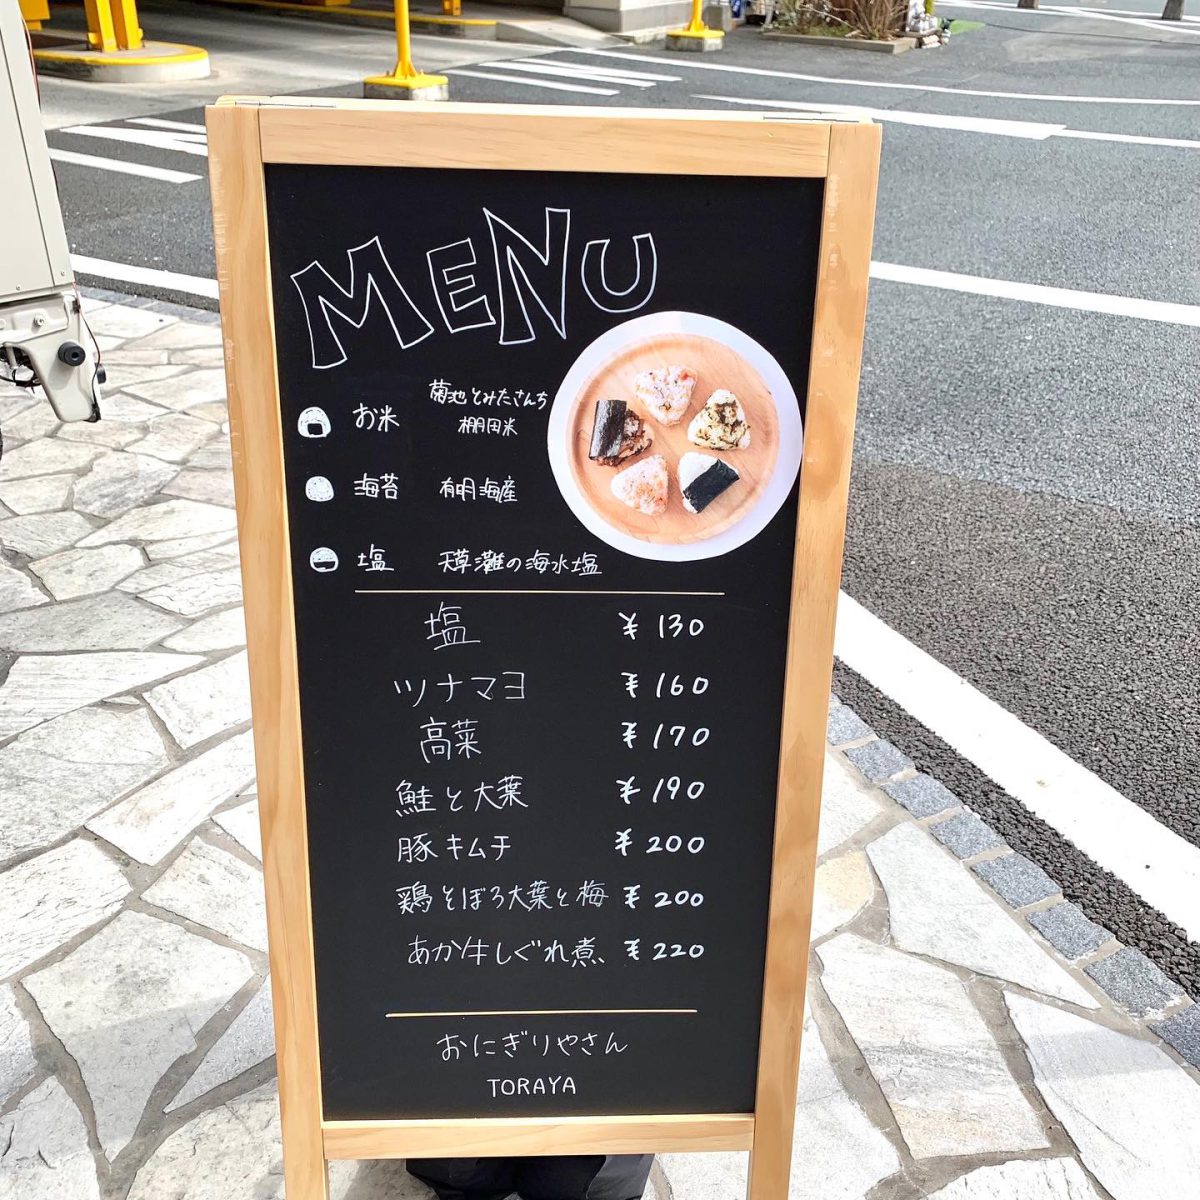 MENU
お米 菊池とみたさんち
棚田米
海苔 有明海産
塩 天草灘の海水塩
塩 ¥130
ツナマヨ ¥160
高菜 ¥170
鮭と大葉 ¥190
豚キムチ ¥200
鶏そぼろ大葉と梅 ¥200
あか牛しぐれ煮 ¥220
おにぎりやさん
TORAYA